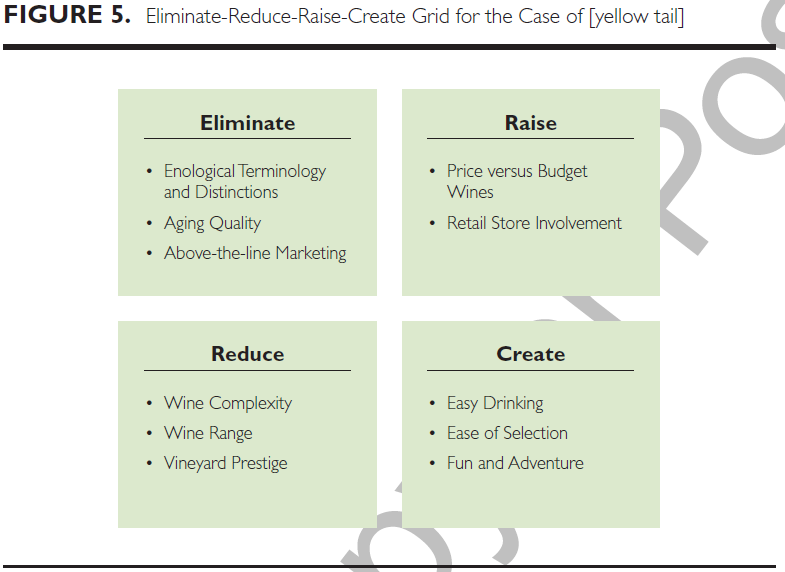 FIGURE 5. Eliminate-Reduce-Raise-Create Grid for the Case of [yellow tail]
Eliminate
• Enological Terminology
and Distinctions
• Aging Quality
• Above-the-line Marketing
Raise
• Price versus Budget
Wines
• Retail Store Involvement
Reduce
• Wine Complexity
• Wine Range
• Vineyard Prestige
Create
• Easy Drinking
• Ease of Selection
• Fun and Adventure